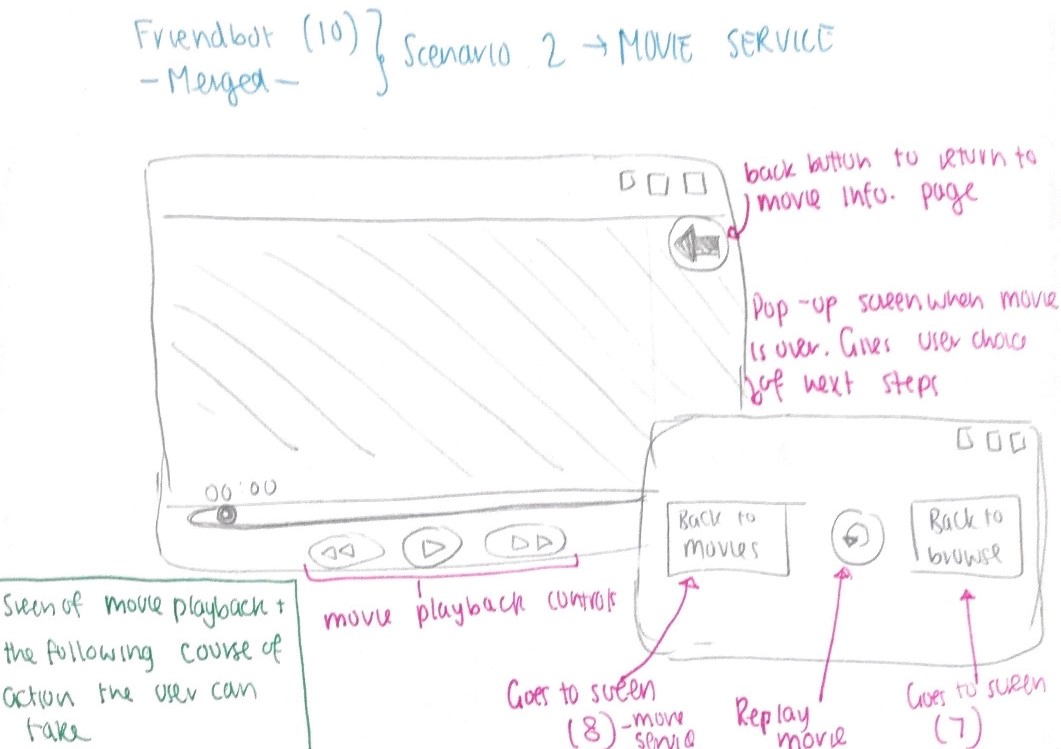 Friendbot (10) } Scenario 2 → MOVIE SERVICE
- Merged -
back button to return to
movie info. page
Pop-up screen when movie
is over. Gives user choice
of next steps
00:00
Back to
movies
Back to
browse
movie playback controls
Screen of movie playback +
the following course of
action the user can
take
Goes to screen
(8) - movie
service
Replay
movie
Goes to screen
(7)